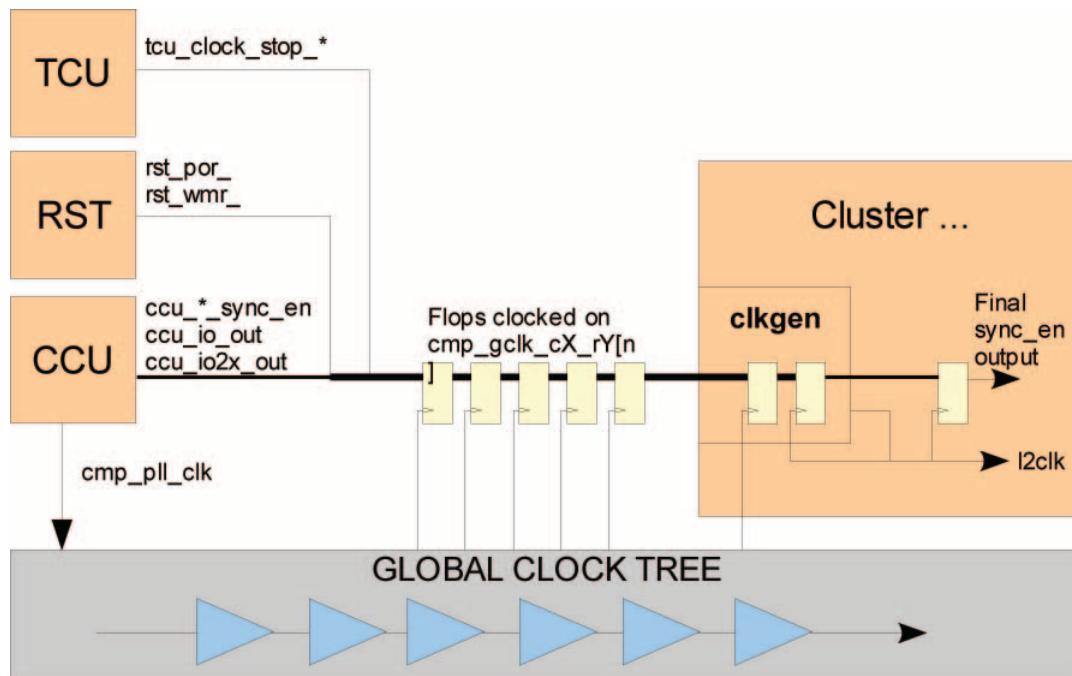 TCU
tcu_clock_stop_*
RST
rst_por_
rst_wmr_
CCU
ccu_*_sync_en
ccu_io_out
ccu_io2x_out
cmp_pll_clk
Flops clocked on
cmp_gclk_cX_rY[n
]
Cluster ...
clkgen
Final
sync_en
output
l2clk
GLOBAL CLOCK TREE